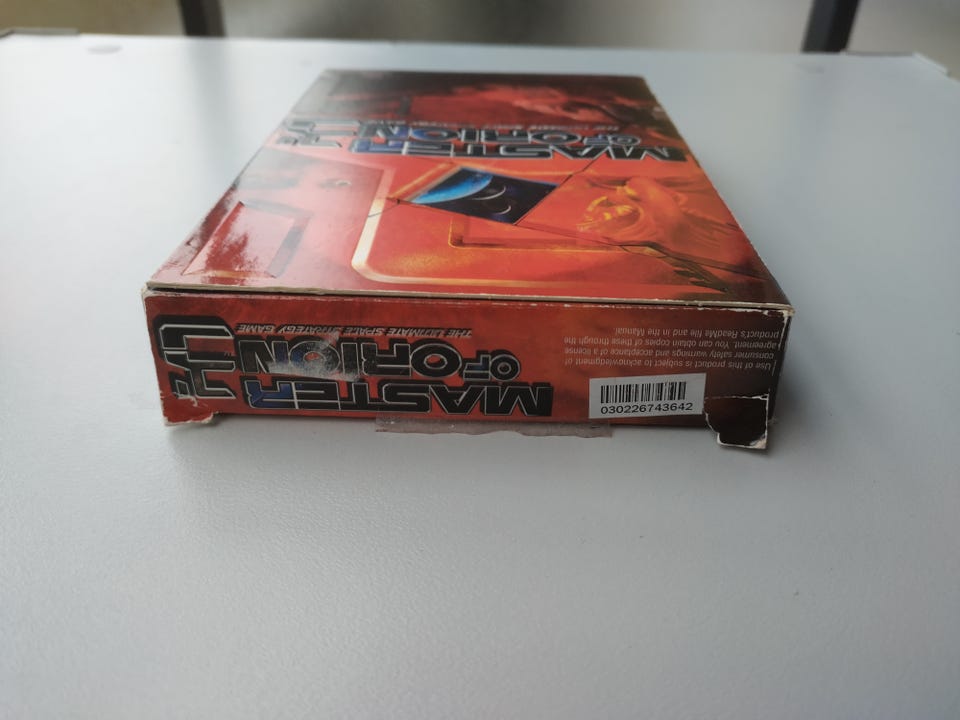 MASTER
OF ORION 3
MASTER
OF ORION 3
THE ULTIMATE SPACE STRATEGY GAME
Use of this product is subject to acknowledgment of
consumer safety warnings and acceptance of a license
agreement. You can obtain copies of these through the
product's ReadMe file and in the Manual.
030226743642